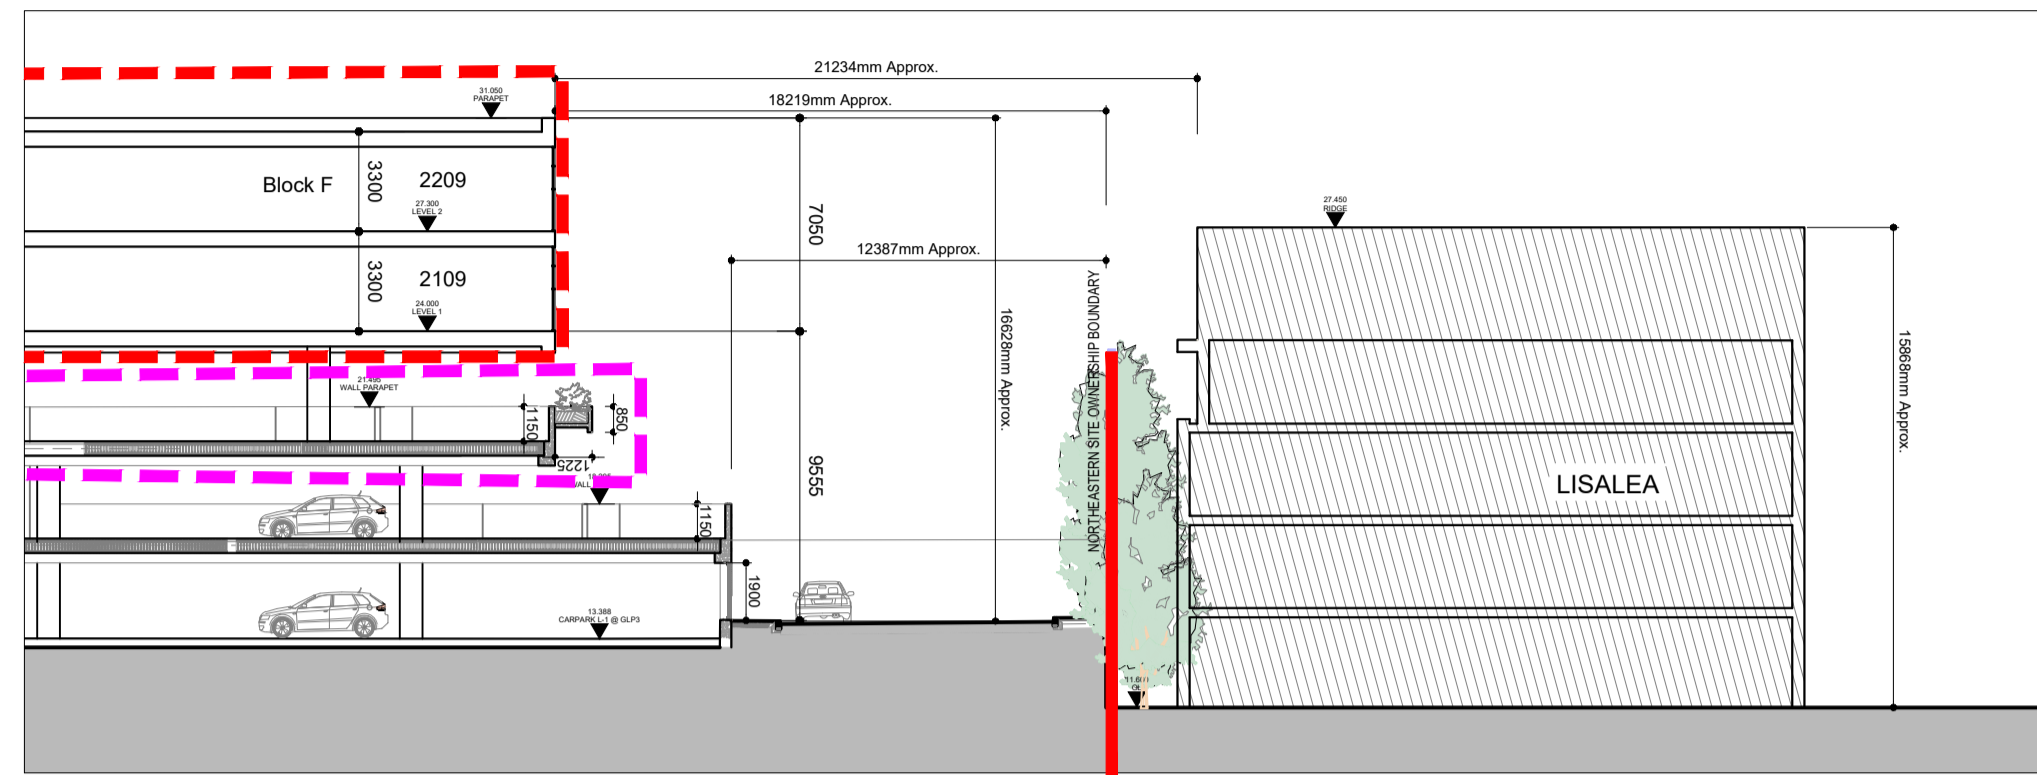 21234mm Approx.
18219mm Approx.
31.050
PARAPET
Block F
3300
2209
27.300
LEVEL 2
7050
27.450
RIDGE
12387mm Approx.
3300
2109
24.000
LEVEL 1
NORTHEASTERN SITE OWNERSHIP BOUNDARY
16628mm Approx.
15868mm Approx.
21.495
WALL PARAPET
1150
850
1225
9555
LISALEA
1150
1900
13.388
CARPARK L-1 @ GLP3